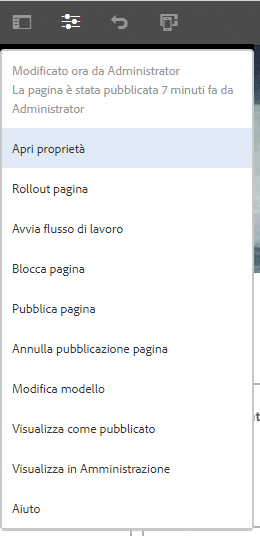 Modificato ora da Administrator
La pagina è stata pubblicata 7 minuti fa da
Administrator
Apri proprietà
Rollout pagina
Avvia flusso di lavoro
Blocca pagina
Pubblica pagina
Annulla pubblicazione pagina
Modifica modello
Visualizza come pubblicato
Visualizza in Amministrazione
Aiuto